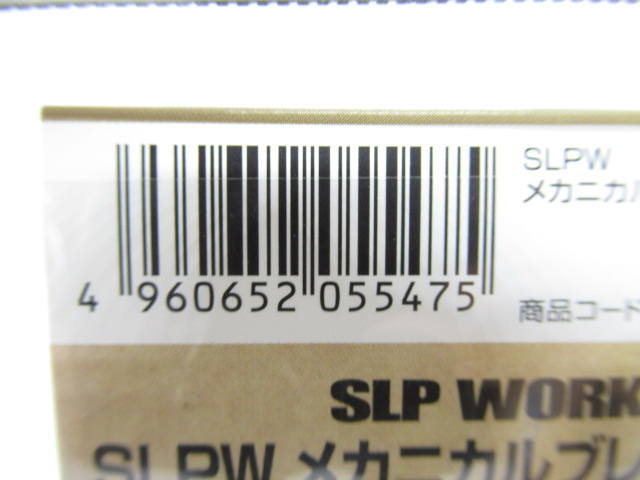 SLPW
メカニカル
4 960652 055475
商品コード
SLP WORK
SLPW メカニカルブレ